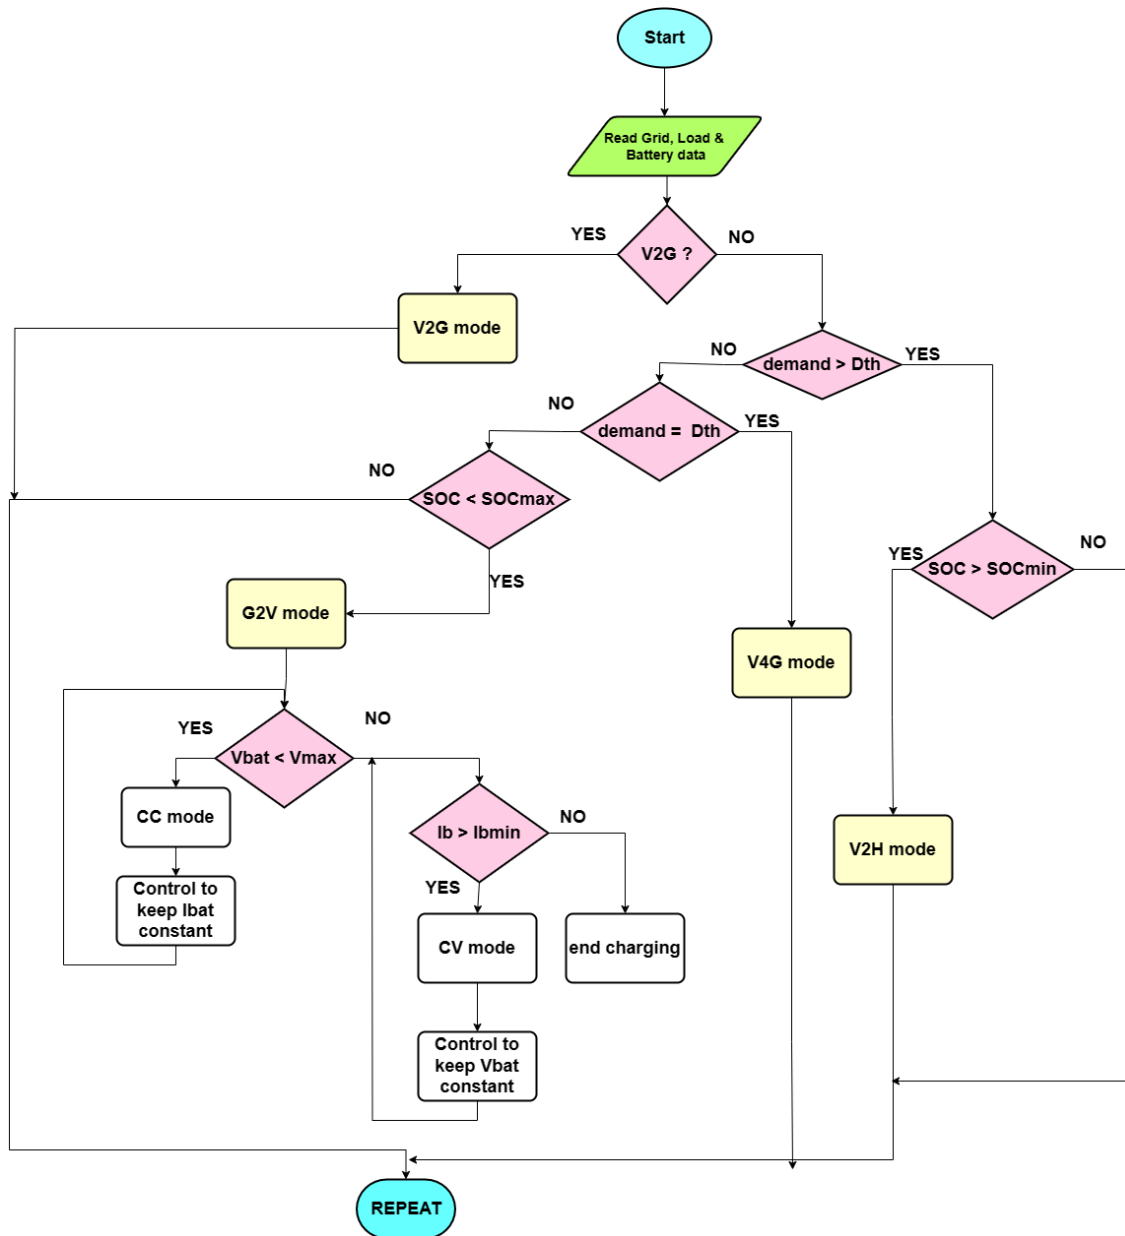 Start
Read Grid, Load &
Battery data
YES
V2G ?
NO
V2G mode
NO
demand > Dth
YES
NO
demand =  Dth
YES
NO
SOC < SOCmax
YES
SOC > SOCmin
NO
YES
G2V mode
V4G mode
YES
NO
Vbat < Vmax
CC mode
Ib > Ibmin
NO
V2H mode
Control to
keep Ibat
constant
YES
CV mode
end charging
Control to
keep Vbat
constant
REPEAT